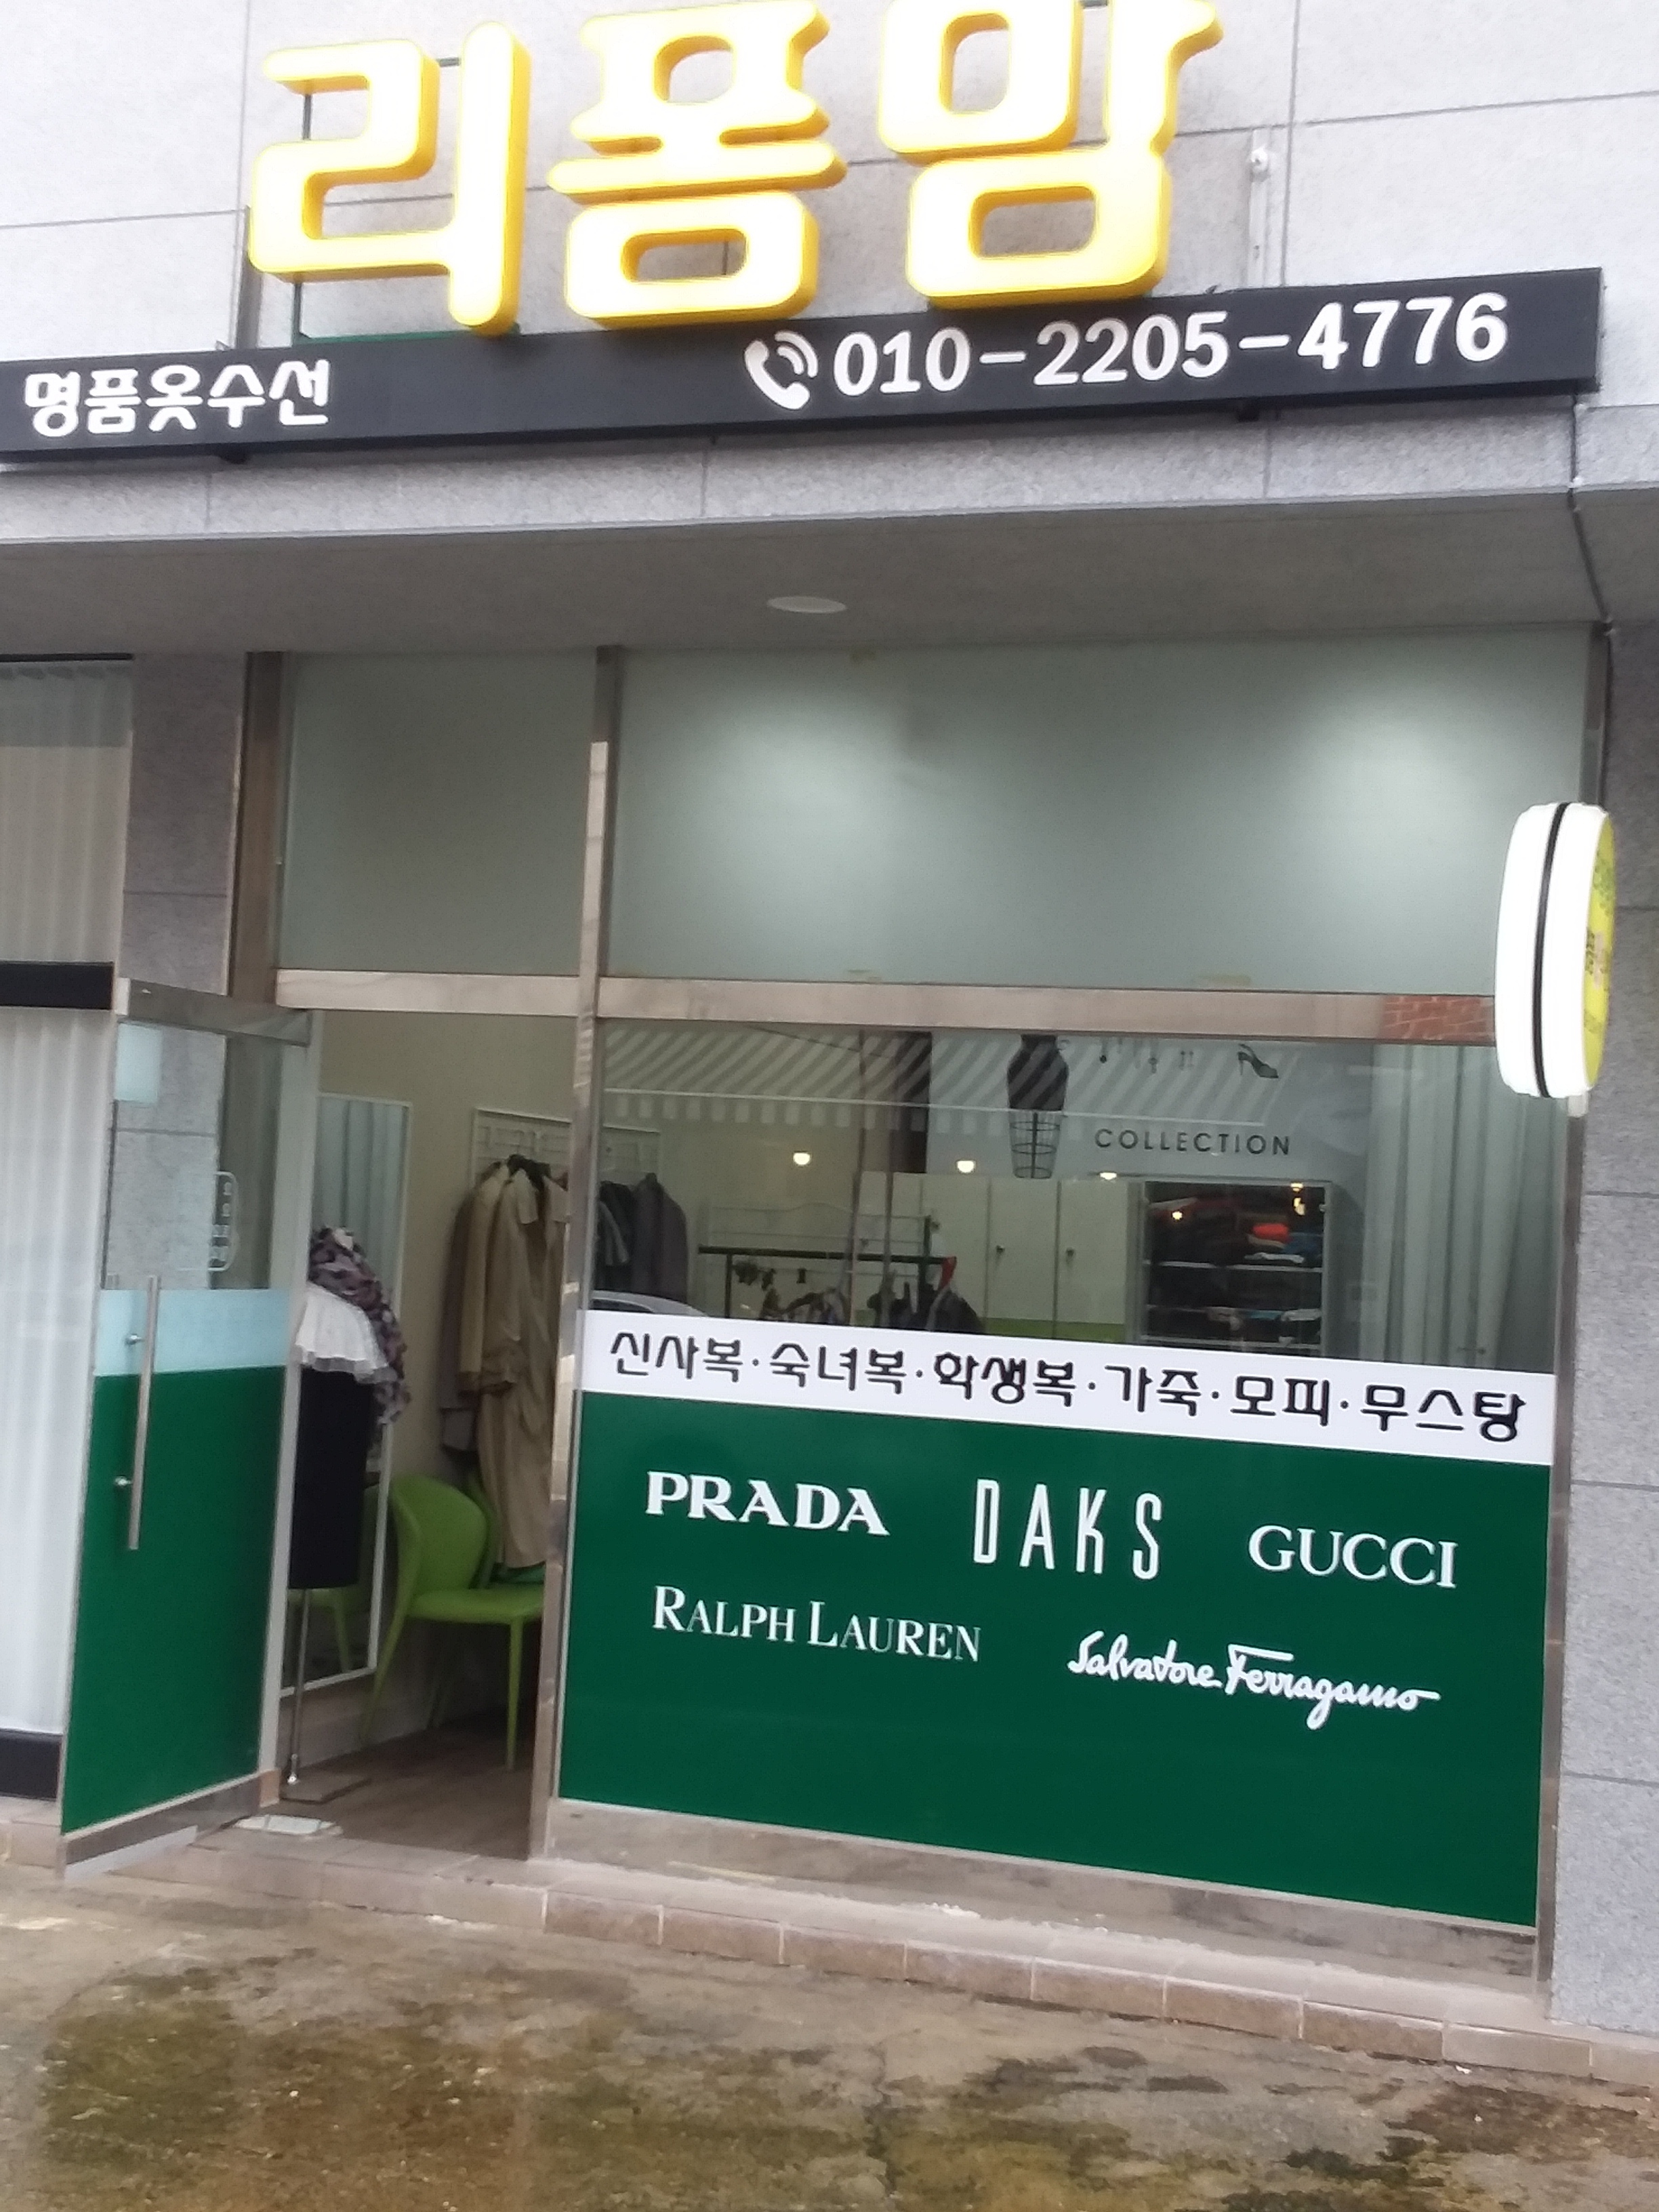 리폼맘
명품옷수선
010-2205-4776
COLLECTION
신사복·숙녀복·학생복·가죽·모피·무스탕
PRADA DAKS GUCCI
RALPH LAUREN Salvatore Ferragamo